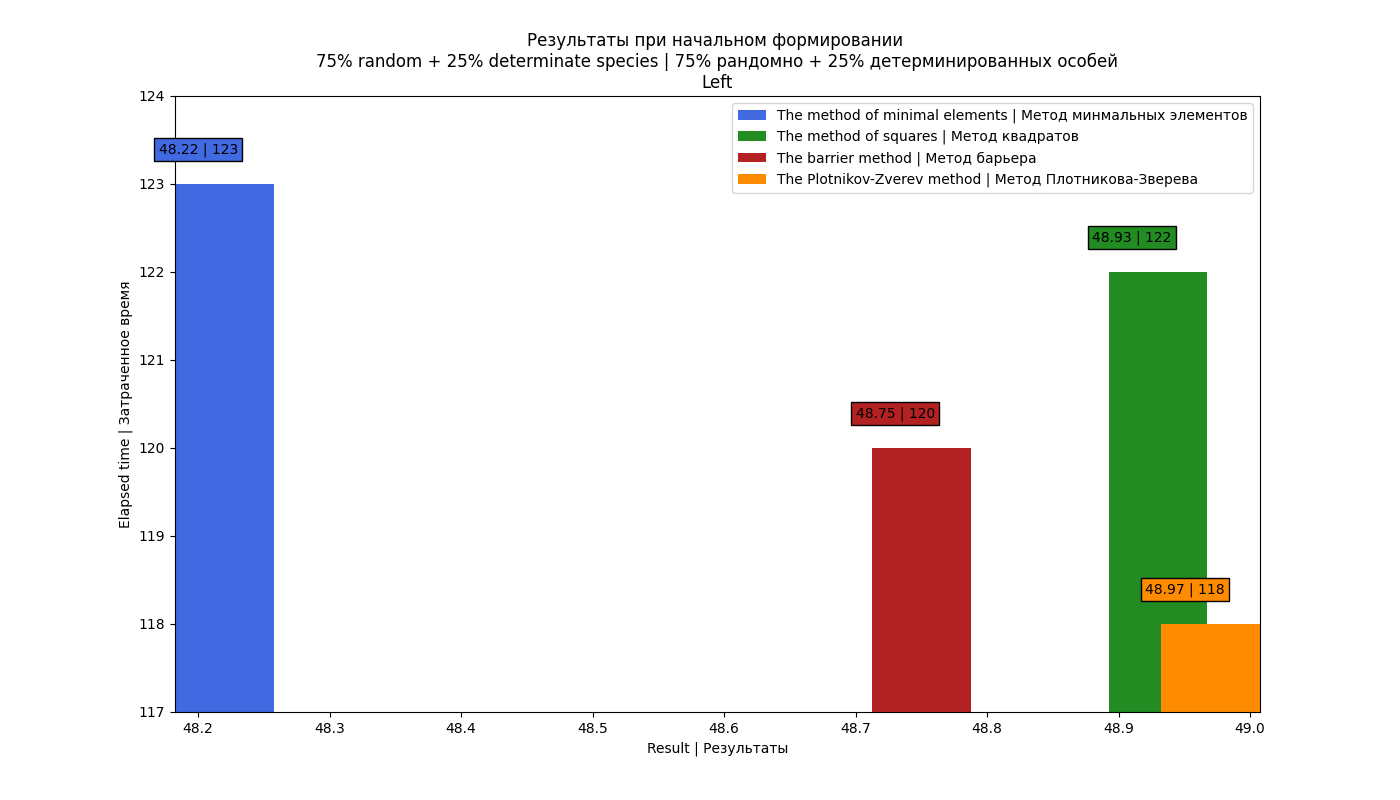 Результаты при начальном формировании
75% random + 25% determinate species | 75% рандомно + 25% детерминированных особей
Left
124
123
122
121
120
119
118
117
Elapsed time | Затраченное время
The method of minimal elements | Метод минмальных элементов
The method of squares | Метод квадратов
The barrier method | Метод барьера
The Plotnikov-Zverev method | Метод Плотникова-Зверева
48.22 | 123
48.93 | 122
48.75 | 120
48.97 | 118
48.2 48.3 48.4 48.5 48.6 48.7 48.8 48.9 49.0
Result | Результаты